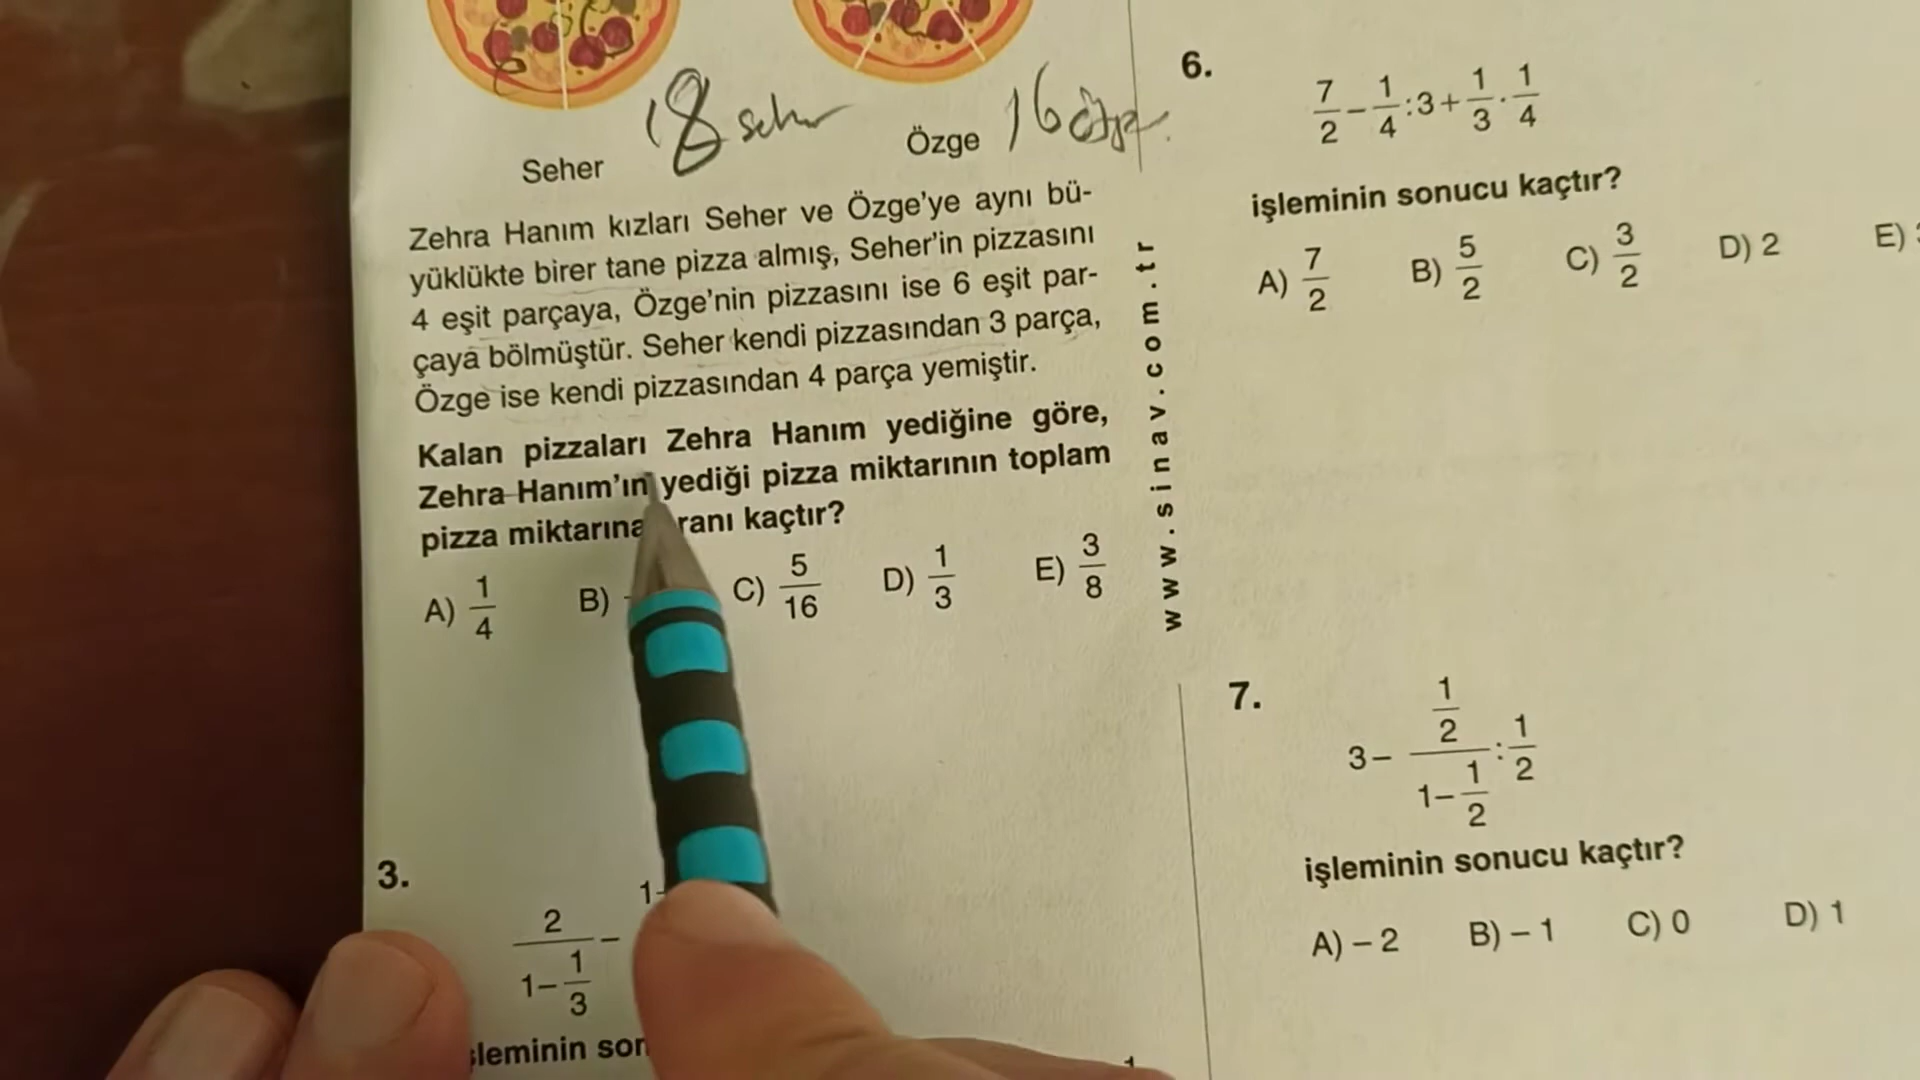 18 seher
16 özge
Seher
Özge
Zehra Hanım kızları Seher ve Özge'ye aynı bü-
yüklükte birer tane pizza almış, Seher'in pizzasını
4 eşit parçaya, Özge'nin pizzasını ise 6 eşit par-
çaya bölmüştür. Seher kendi pizzasından 3 parça,
Özge ise kendi pizzasından 4 parça yemiştir.
Kalan pizzaları Zehra Hanım yediğine göre,
Zehra Hanım'ın yediği pizza miktarının toplam
pizza miktarına ranı kaçtır?
A) 1/4 B) C) 5/16 D) 1/3 E) 3/8
3.
2/(1-1/3) - 1-
leminin son
www.sinav.com.tr
6.
7/2 - 1/4 : 3 + 1/3 · 1/4
işleminin sonucu kaçtır?
A) 7/2 B) 5/2 C) 3/2 D) 2 E)
7.
3 - (1/2)/(1-1/2) : 1/2
işleminin sonucu kaçtır?
A) – 2 B) – 1 C) 0 D) 1